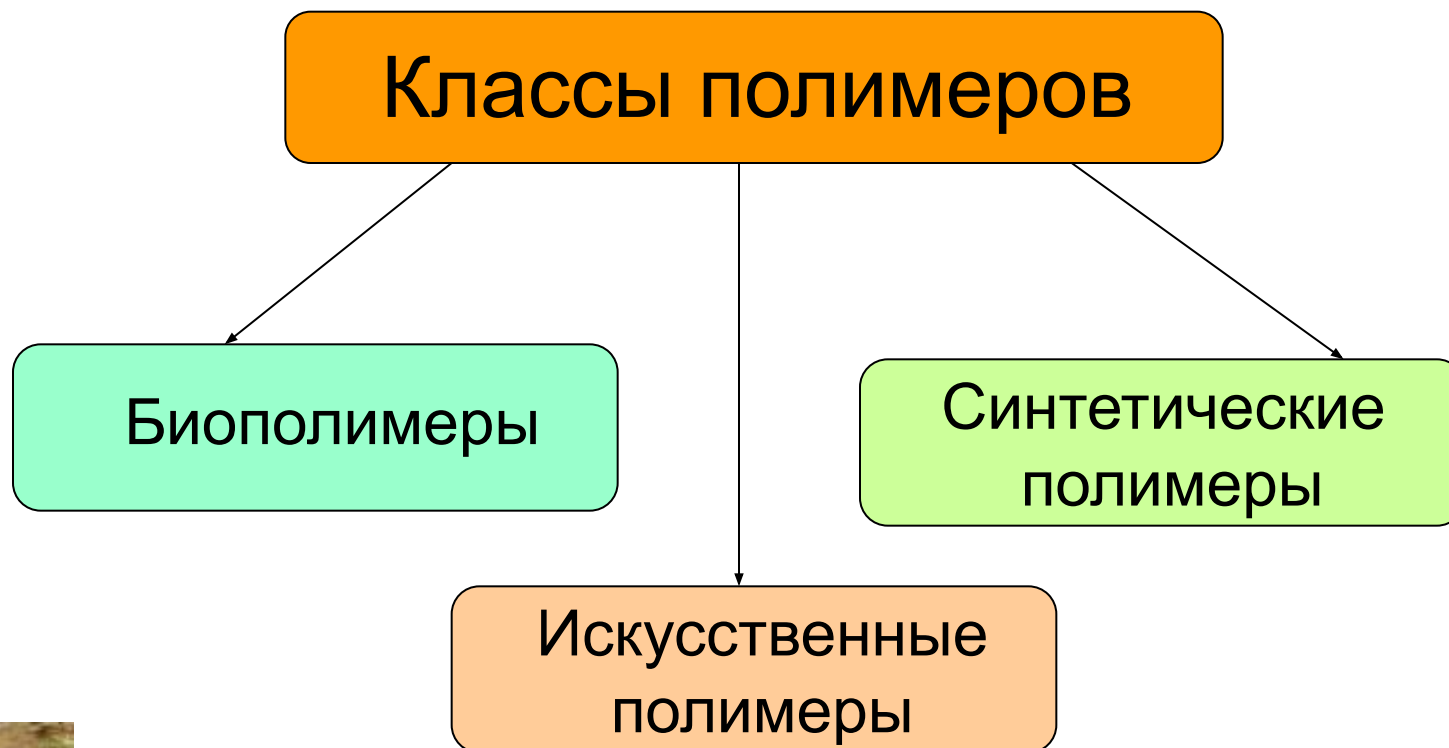 Классы полимеров
Биополимеры
Синтетические
полимеры
Искусственные
полимеры